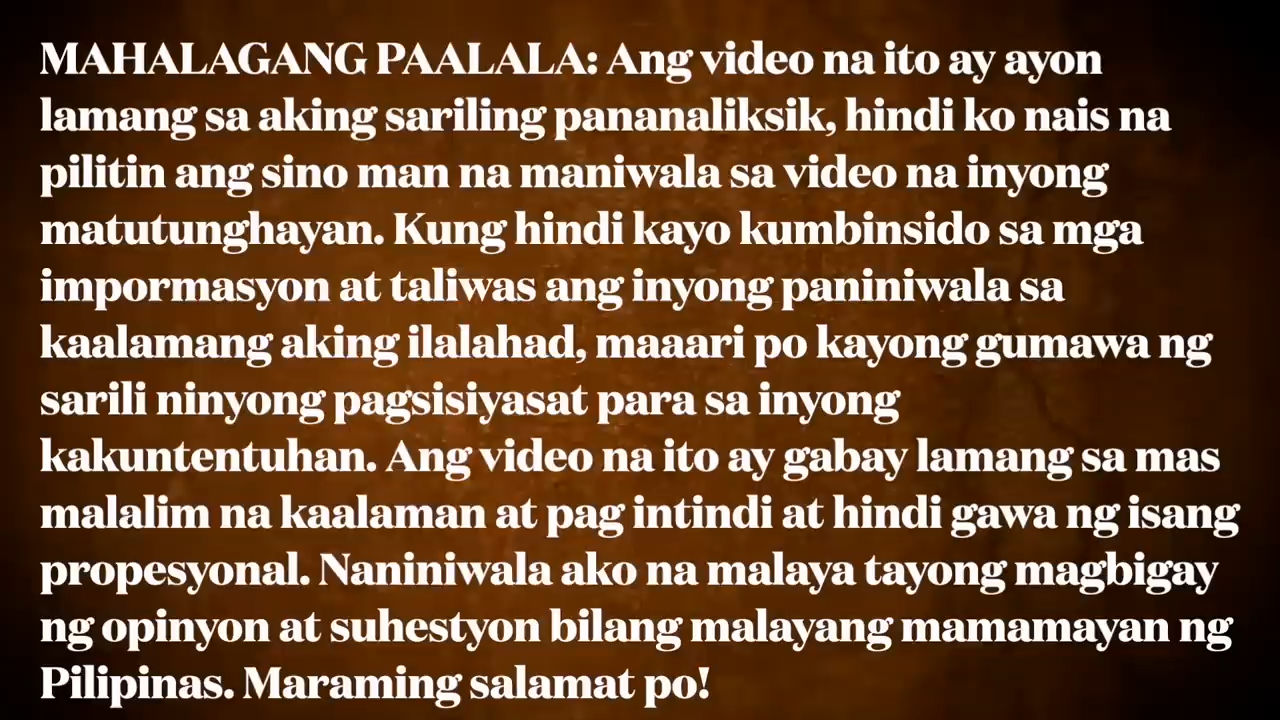 MAHALAGANG PAALALA: Ang video na ito ay ayon
lamang sa aking sariling pananaliksik, hindi ko nais na
pilitin ang sino man na maniwala sa video na inyong
matutunghayan. Kung hindi kayo kumbinsido sa mga
impormasyon at taliwas ang inyong paniniwala sa
kaalamang aking ilalahad, maaari po kayong gumawa ng
sarili ninyong pagsisiyasat para sa inyong
kakuntentuhan. Ang video na ito ay gabay lamang sa mas
malalim na kaalaman at pag intindi at hindi gawa ng isang
propesyonal. Naniniwala ako na malaya tayong magbigay
ng opinyon at suhestyon bilang malayang mamamayan ng
Pilipinas. Maraming salamat po!